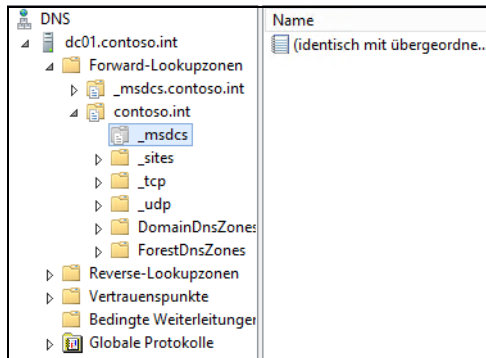 DNS
dc01.contoso.int
Forward-Lookupzonen
_msdcs.contoso.int
contoso.int
_msdcs
_sites
_tcp
_udp
DomainDnsZones
ForestDnsZones
Reverse-Lookupzonen
Vertrauenspunkte
Bedingte Weiterleitunger
Globale Protokolle
Name
(identisch mit übergeordne...